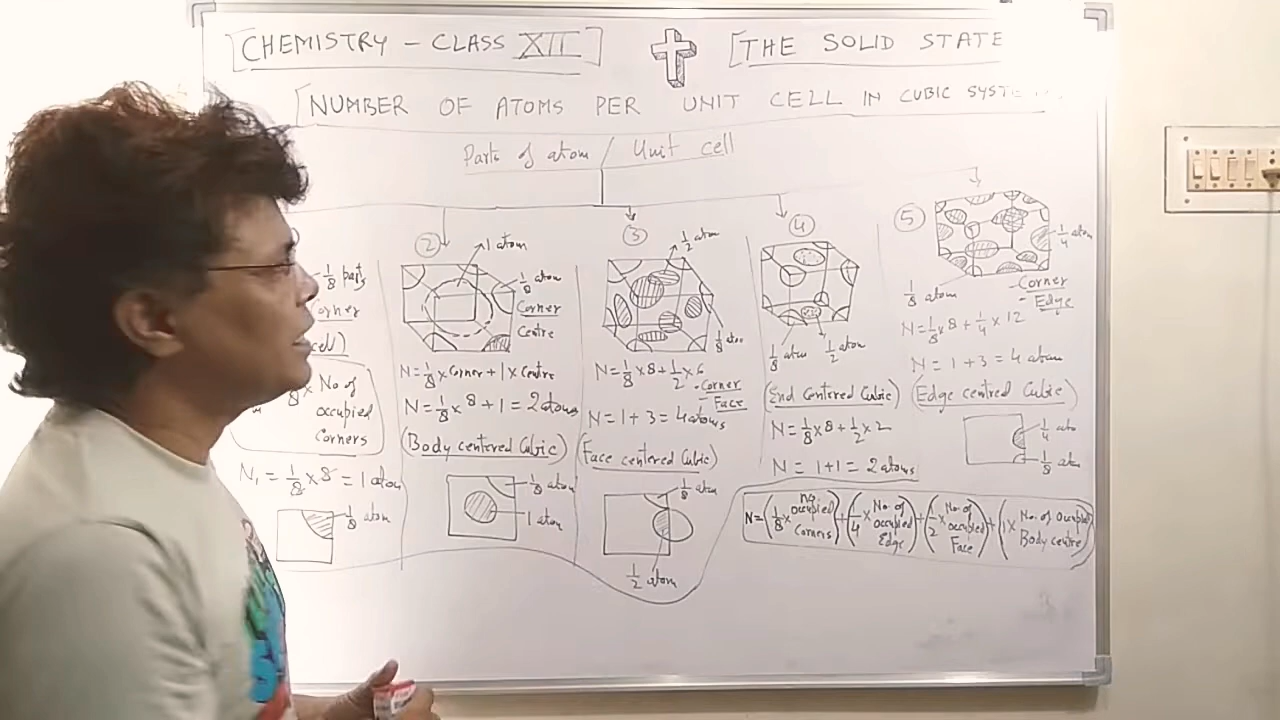 CHEMISTRY - CLASS XII
THE SOLID STATE
NUMBER OF ATOMS PER UNIT CELL IN CUBIC SYSTE
Parts of atom / Unit cell
1/8 part
Corner
cell)
1/8 × No of
occupied
corners
N₁ = 1/8 × 8 = 1 atom
1/8 atom
②
1 atom
1/8 atom
Corner
Centre
N = 1/8 × corner + 1 × centre
N = 1/8 × 8 + 1 = 2 atoms
(Body centered Cubic)
1/8 atom
1 atom
③
1/2 atom
1/8 atom
N = 1/8 × 8 + 1/2 × 6
- Corner
- Face
N = 1 + 3 = 4 atoms
(Face centered Cubic)
1/8 atom
1/2 atom
④
1/8 atom
1/2 atom
(End Centered Cubic)
N = 1/8 × 8 + 1/2 × 2
N = 1 + 1 = 2 atoms
⑤
1/4 atom
1/8 atom
- Corner
- Edge
N = 1/8 × 8 + 1/4 × 12
N = 1 + 3 = 4 atom
(Edge centred Cubic)
1/4 ato
1/8 ato
N = (1/8 × no occupied corners) + (1/4 × No of occupied Edge) + (1/2 × No of occupied Face) + (1 × No. of occupied Body centre)